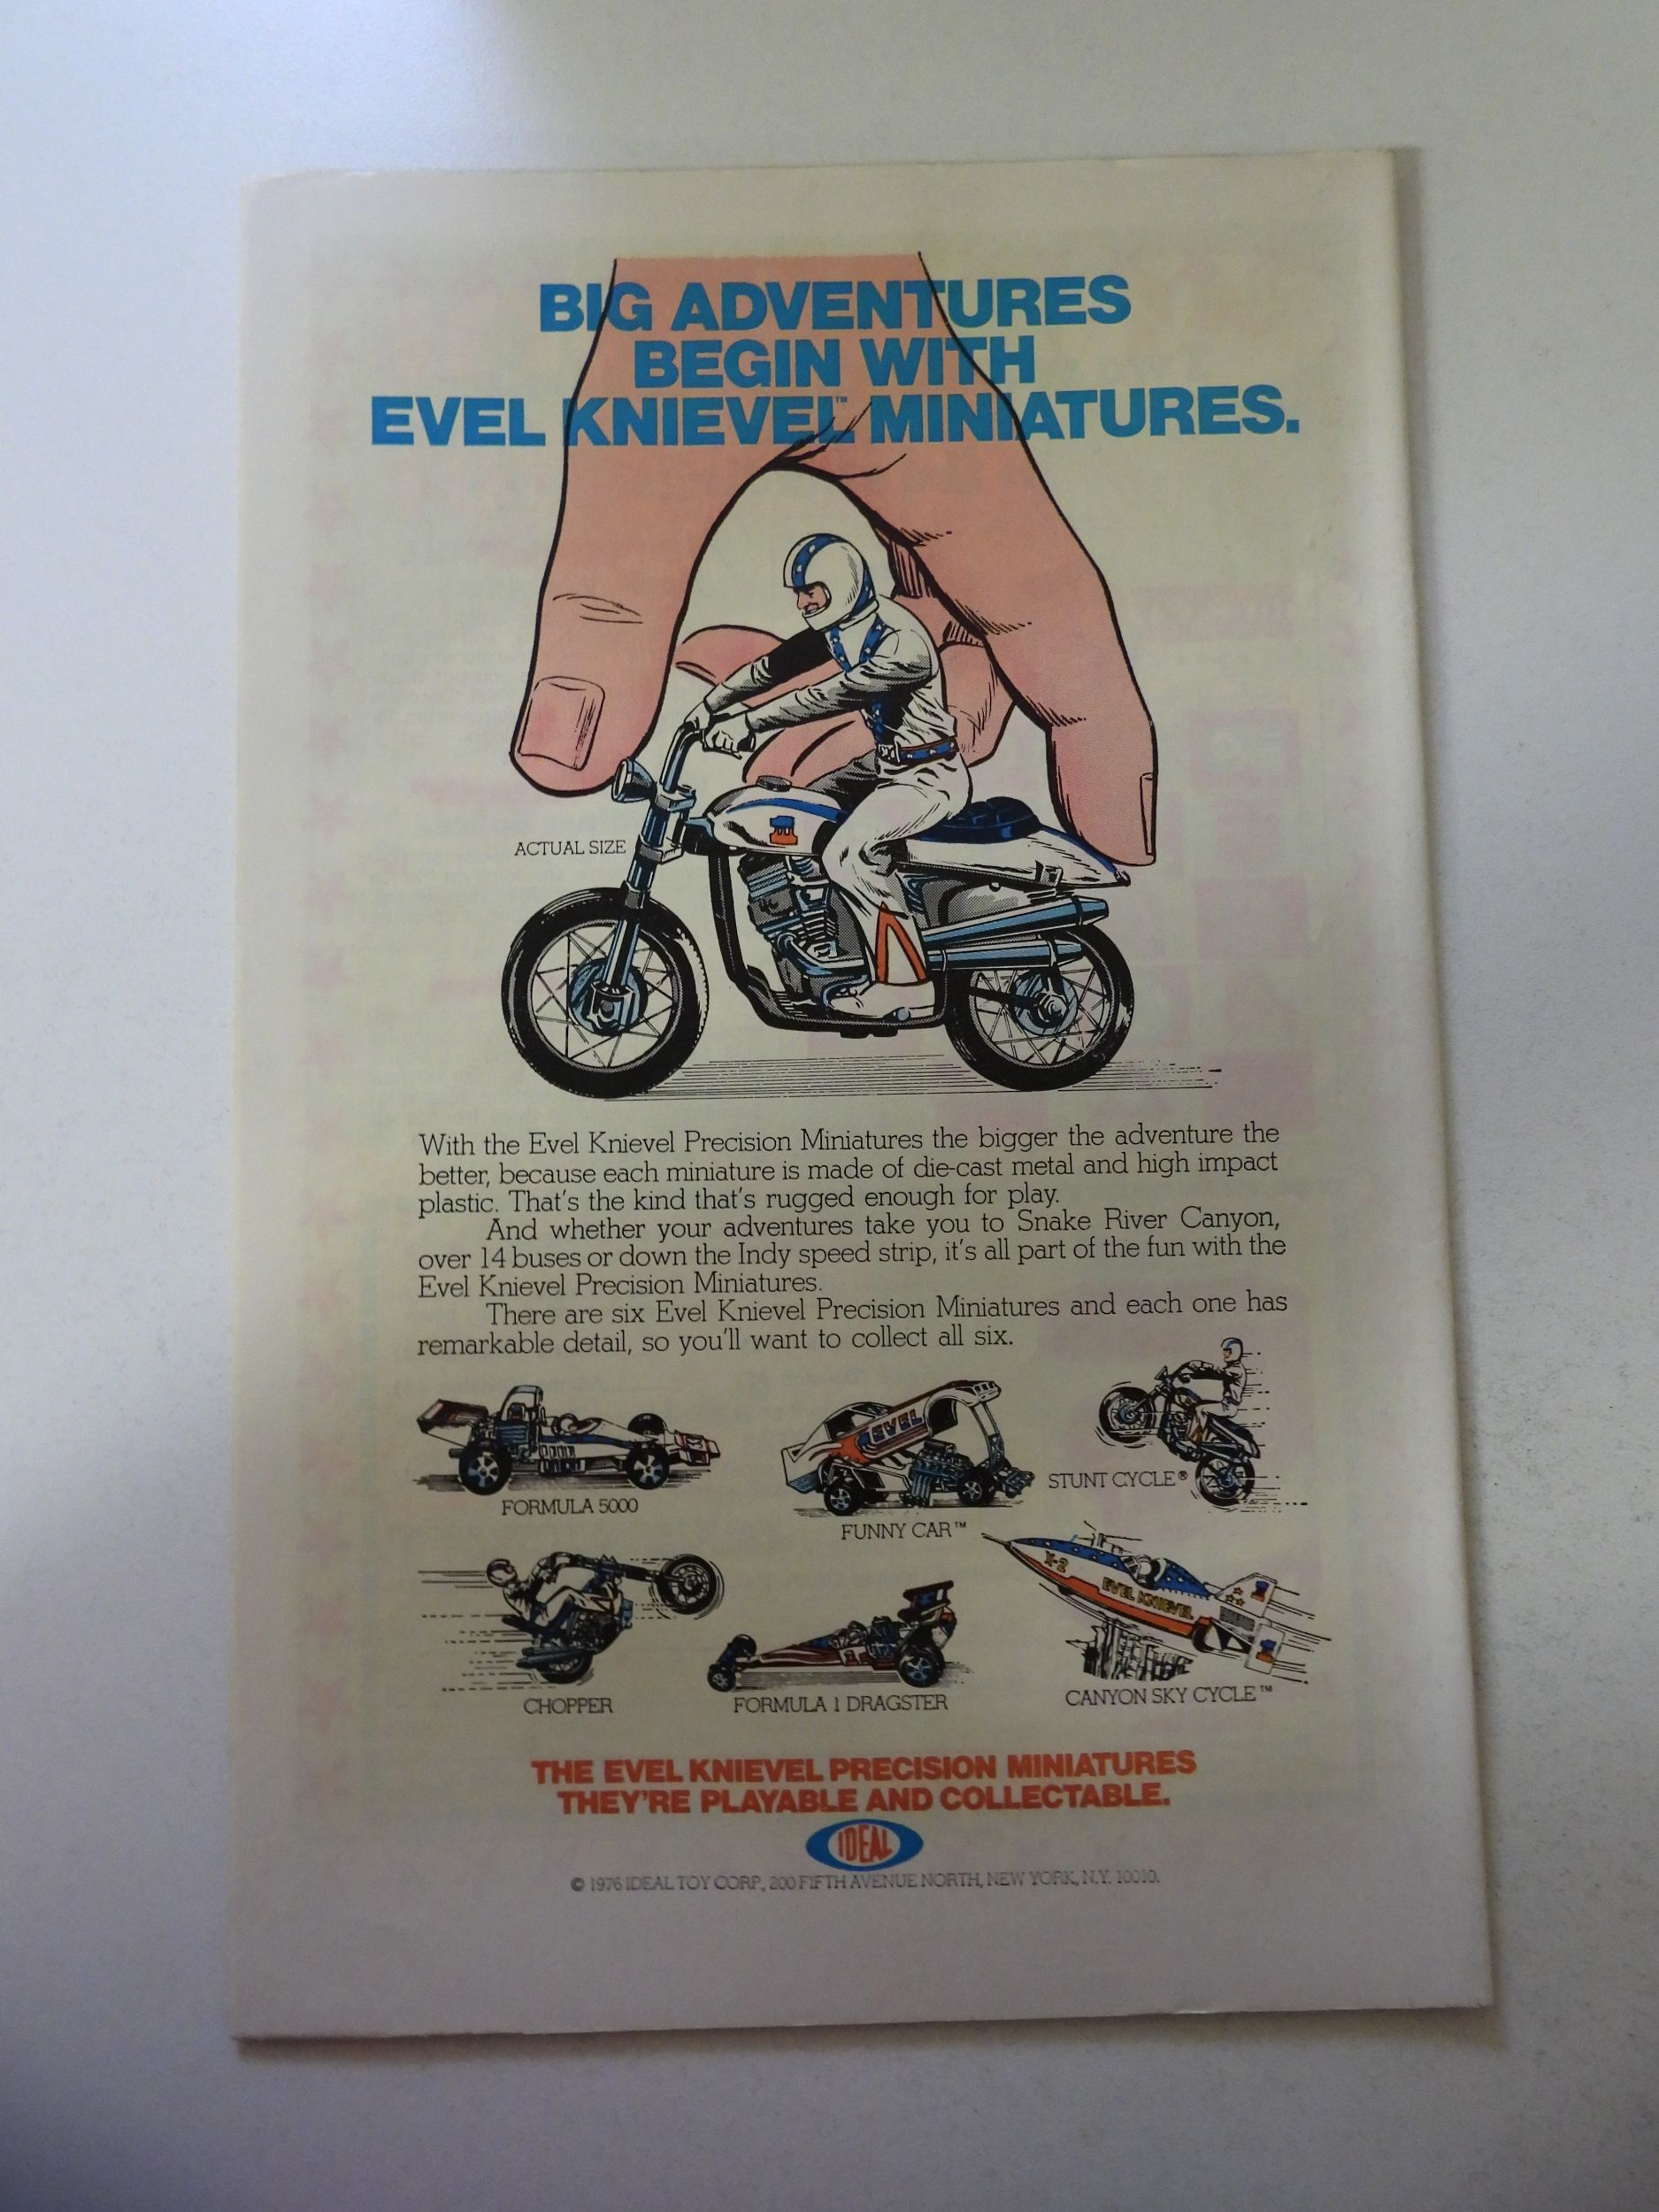 BIG ADVENTURES
BEGIN WITH
EVEL KNIEVEL™ MINIATURES.
ACTUAL SIZE
1
With the Evel Knievel Precision Miniatures the bigger the adventure the
better, because each miniature is made of die-cast metal and high impact
plastic. That's the kind that's rugged enough for play.
And whether your adventures take you to Snake River Canyon,
over 14 buses or down the Indy speed strip, it's all part of the fun with the
Evel Knievel Precision Miniatures.
There are six Evel Knievel Precision Miniatures and each one has
remarkable detail, so you'll want to collect all six.
EVEL
FORMULA 5000
FUNNY CAR™
STUNT CYCLE®
X-2
EVEL KNIEVEL
1
1
CHOPPER
FORMULA 1 DRAGSTER
CANYON SKY CYCLE™
THE EVEL KNIEVEL PRECISION MINIATURES
THEY'RE PLAYABLE AND COLLECTABLE.
IDEAL
© 1976 IDEAL TOY CORP., 200 FIFTH AVENUE NORTH, NEW YORK, N.Y. 10010.